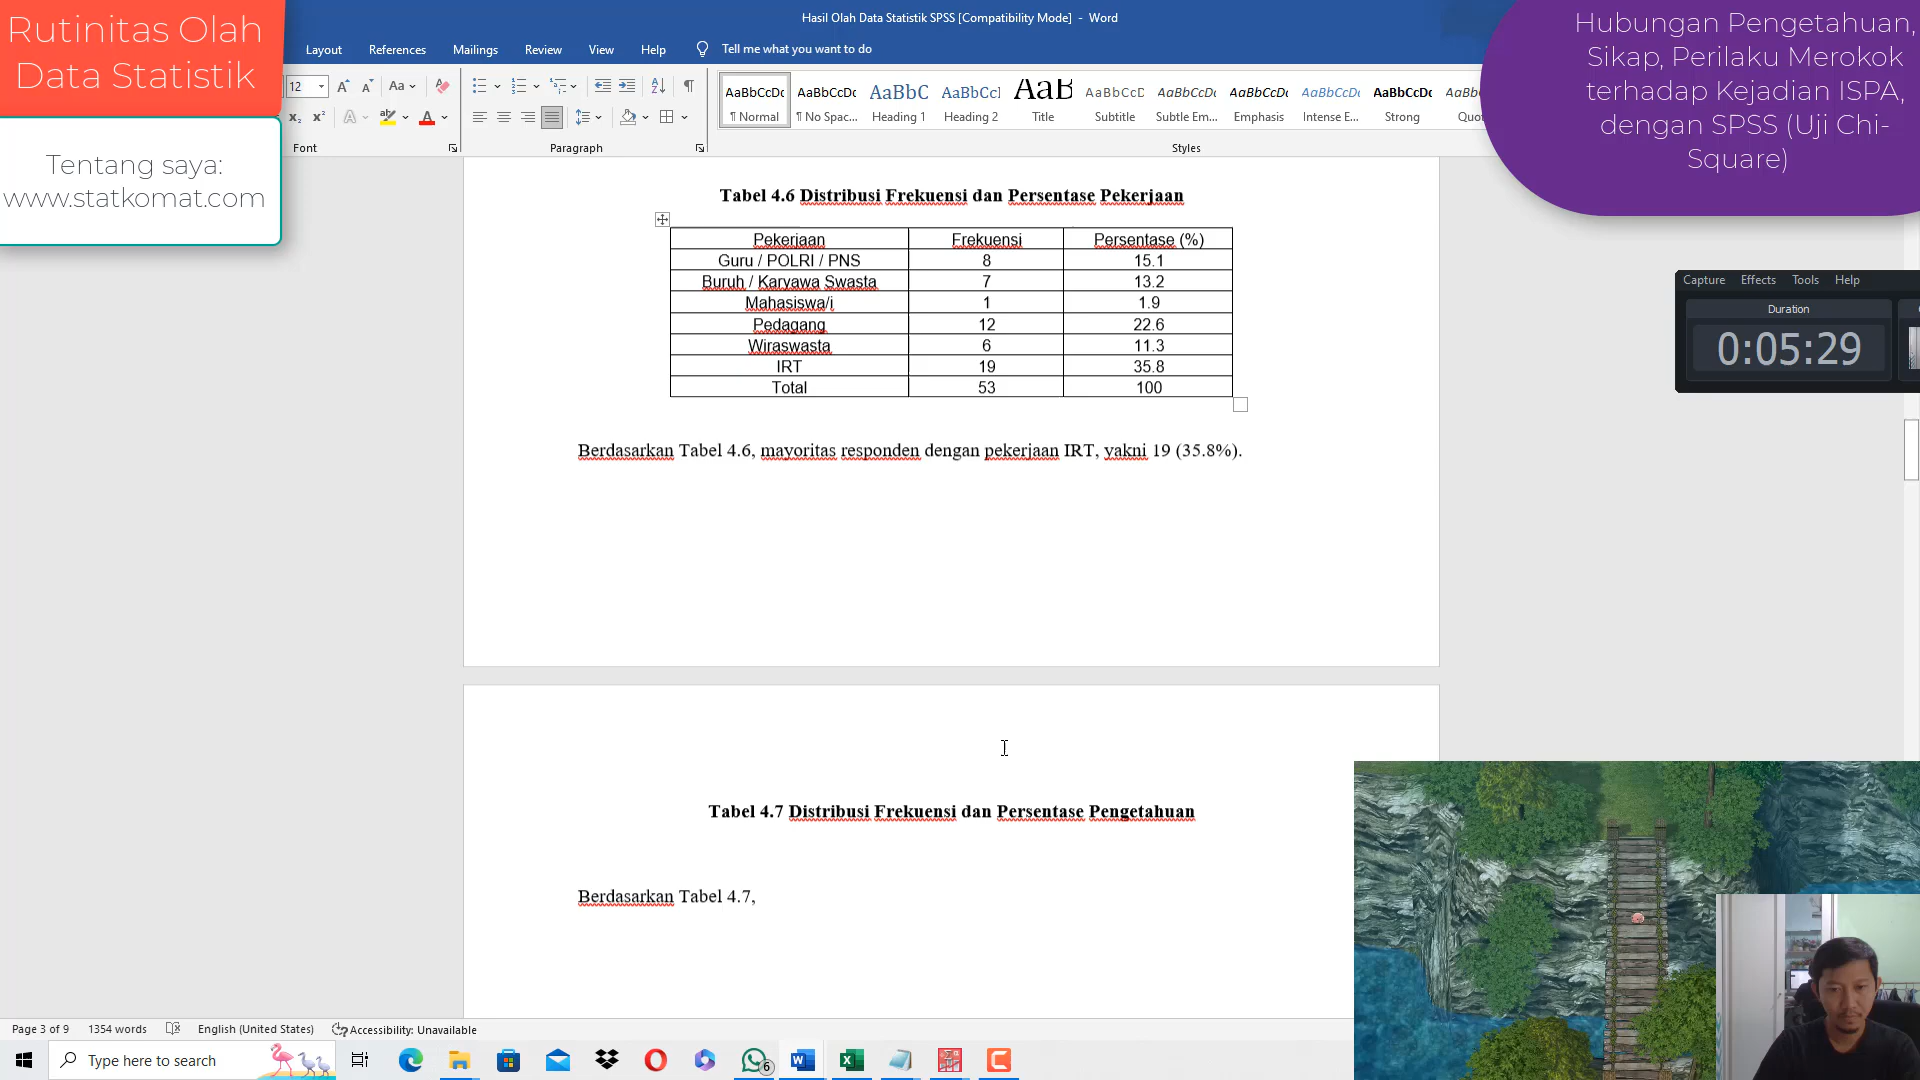 Rutinitas Olah
Data Statistik
Tentang saya:
www.statkomat.com
Hasil Olah Data Statistik SPSS [Compatibility Mode] - Word
Hubungan Pengetahuan,
Sikap, Perilaku Merokok
terhadap Kejadian ISPA,
dengan SPSS (Uji Chi-
Square)
Layout References Mailings Review View Help Tell me what you want to do
12 Aa
AaBbCcDc AaBbCcDc AaBbC AaBbCcI AaB AaBbCcD AaBbCcDc AaBbCcDc AaBbCcDc AaBbCcDc AaBbCcDc
¶ Normal ¶ No Spac... Heading 1 Heading 2 Title Subtitle Subtle Em... Emphasis Intense E... Strong Quot
Font Paragraph Styles
Tabel 4.6 Distribusi Frekuensi dan Persentase Pekerjaan
Pekerjaan Frekuensi Persentase (%)
Guru / POLRI / PNS 8 15.1
Buruh / Karyawa Swasta 7 13.2
Mahasiswa/i 1 1.9
Pedagang 12 22.6
Wiraswasta 6 11.3
IRT 19 35.8
Total 53 100
Berdasarkan Tabel 4.6, mayoritas responden dengan pekerjaan IRT, yakni 19 (35.8%).
Capture Effects Tools Help
Duration
0:05:29
Tabel 4.7 Distribusi Frekuensi dan Persentase Pengetahuan
Berdasarkan Tabel 4.7,
Page 3 of 9 1354 words English (United States) Accessibility: Unavailable
Type here to search
6